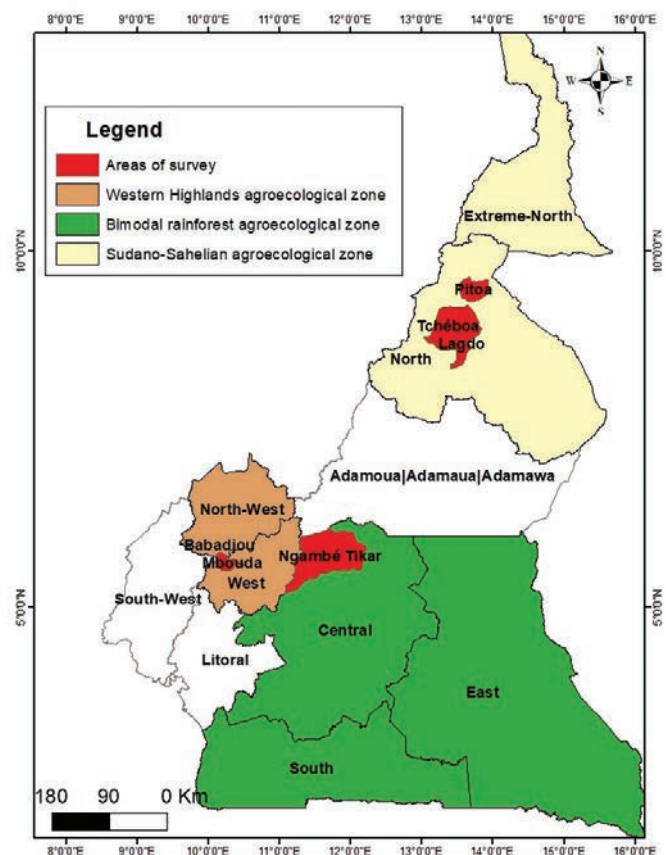 8°0'0"E 9°0'0"E 10°0'0"E 11°0'0"E 12°0'0"E 13°0'0"E 14°0'0"E 15°0'0"E 16°0'0"E
N
W E
S
Legend
Areas of survey
Western Highlands agroecological zone
Bimodal rainforest agroecological zone
Sudano-Sahelian agroecological zone
Extreme-North
10°0'0"N 10°0'0"N
Pitoa
Tchéboa
Lagdo
North
Adamoua|Adamaua|Adamawa
North-West
Babadjou
Mbouda
West
Ngambé Tikar
South-West
5°0'0"N 5°0'0"N
Central
Litoral
East
South
180 90 0 Km
8°0'0"E 9°0'0"E 10°0'0"E 11°0'0"E 12°0'0"E 13°0'0"E 14°0'0"E 15°0'0"E 16°0'0"E